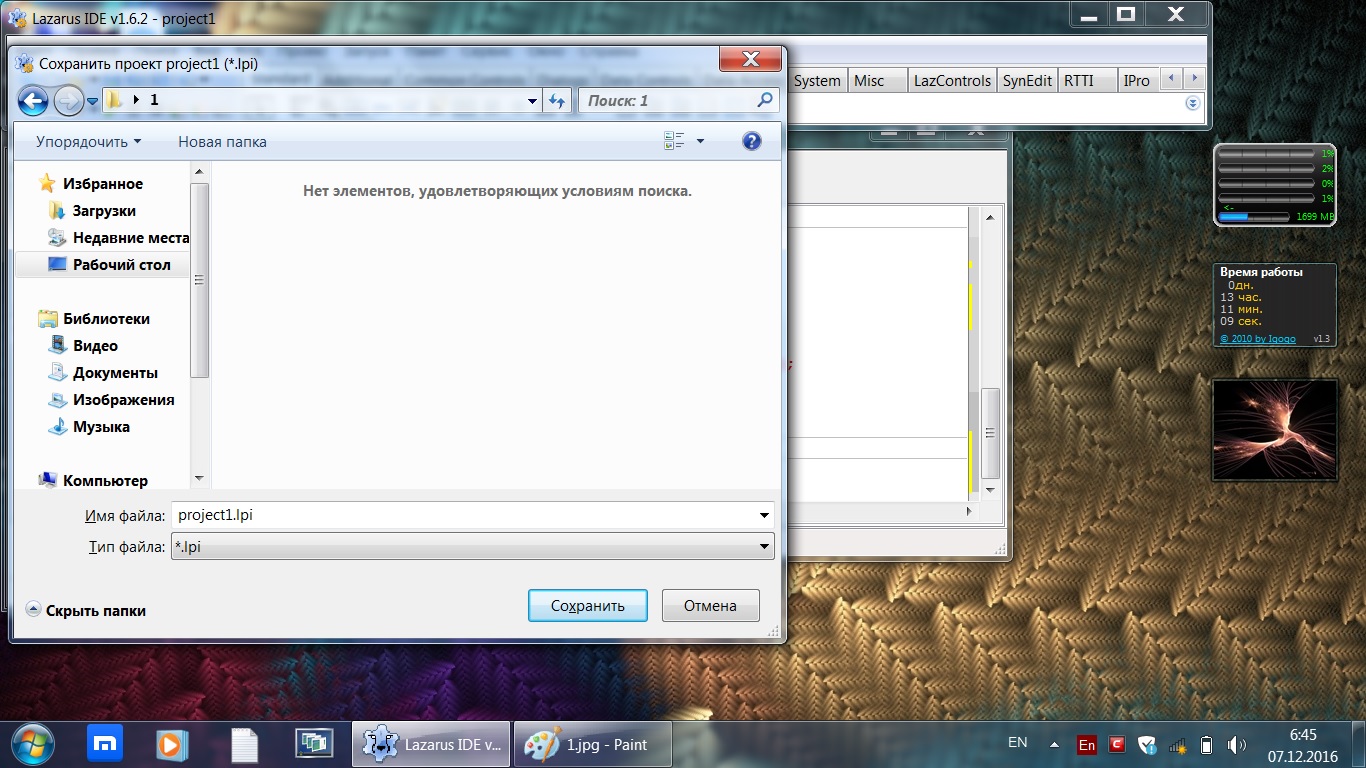 Lazarus IDE v1.6.2 - project1
Сохранить проект project1 (*.lpi)
System Misc LazControls SynEdit RTTI IPro
1
Поиск: 1
Упорядочить Новая папка
Избранное
Загрузки
Недавние места
Рабочий стол
Библиотеки
Видео
Документы
Изображения
Музыка
Компьютер
Нет элементов, удовлетворяющих условиям поиска.
;
Имя файла: project1.lpi
Тип файла: *.lpi
Скрыть папки
Сохранить Отмена
1%
2%
0%
1%
<-
1699 MB
Время работы
0дн.
13 час.
11 мин.
09 сек.
© 2010 by Igogo v1.3
Lazarus IDE v...
1.jpg - Paint
EN
En
6:45
07.12.2016